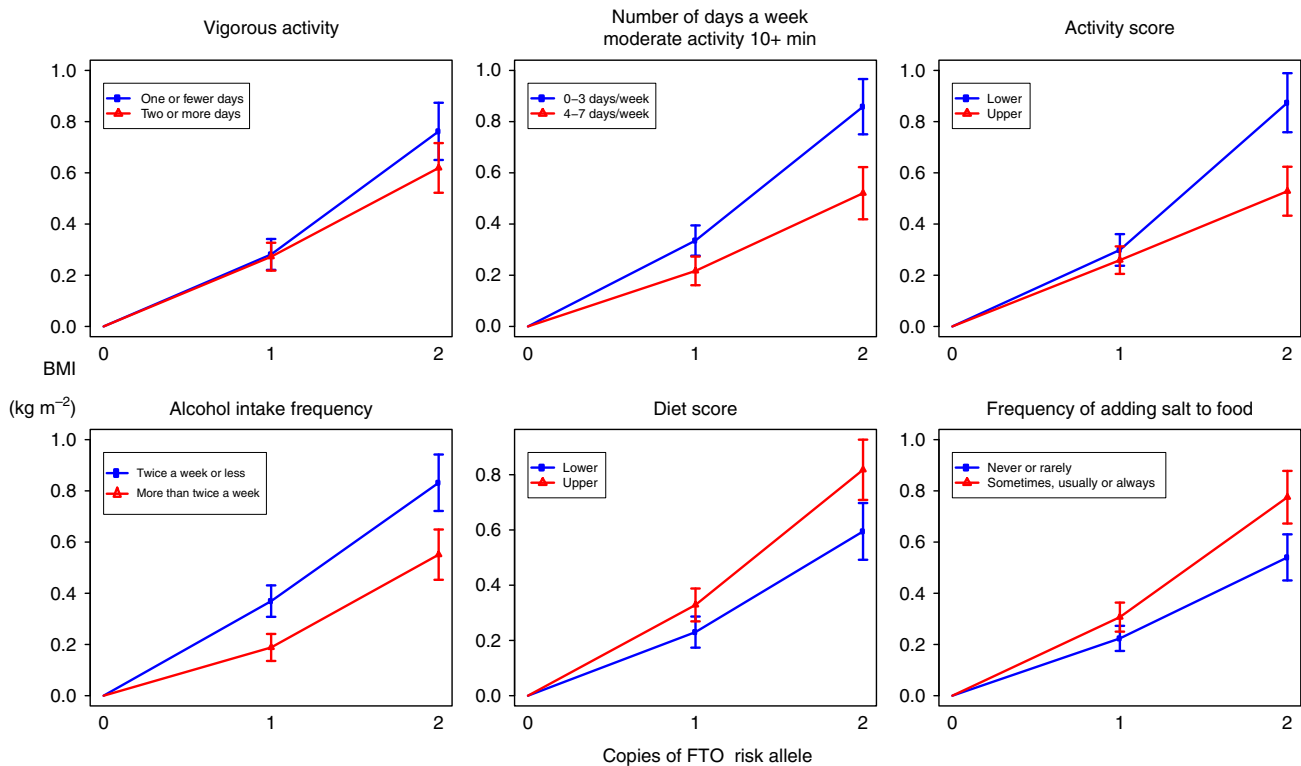 Vigorous activity
Number of days a week
moderate activity 10+ min
Activity score
1.0
0.8
0.6
0.4
0.2
0.0
One or fewer days
Two or more days
0
1
2
1.0
0.8
0.6
0.4
0.2
0.0
0–3 days/week
4–7 days/week
0
1
2
1.0
0.8
0.6
0.4
0.2
0.0
Lower
Upper
0
1
2
BMI
(kg m⁻²)
Alcohol intake frequency
Diet score
Frequency of adding salt to food
1.0
0.8
0.6
0.4
0.2
0.0
Twice a week or less
More than twice a week
0
1
2
0.8
0.6
0.4
0.2
0.0
Lower
Upper
0
1
2
1.0
0.8
0.6
0.4
0.2
0.0
Never or rarely
Sometimes, usually or always
0
1
2
Copies of FTO risk allele